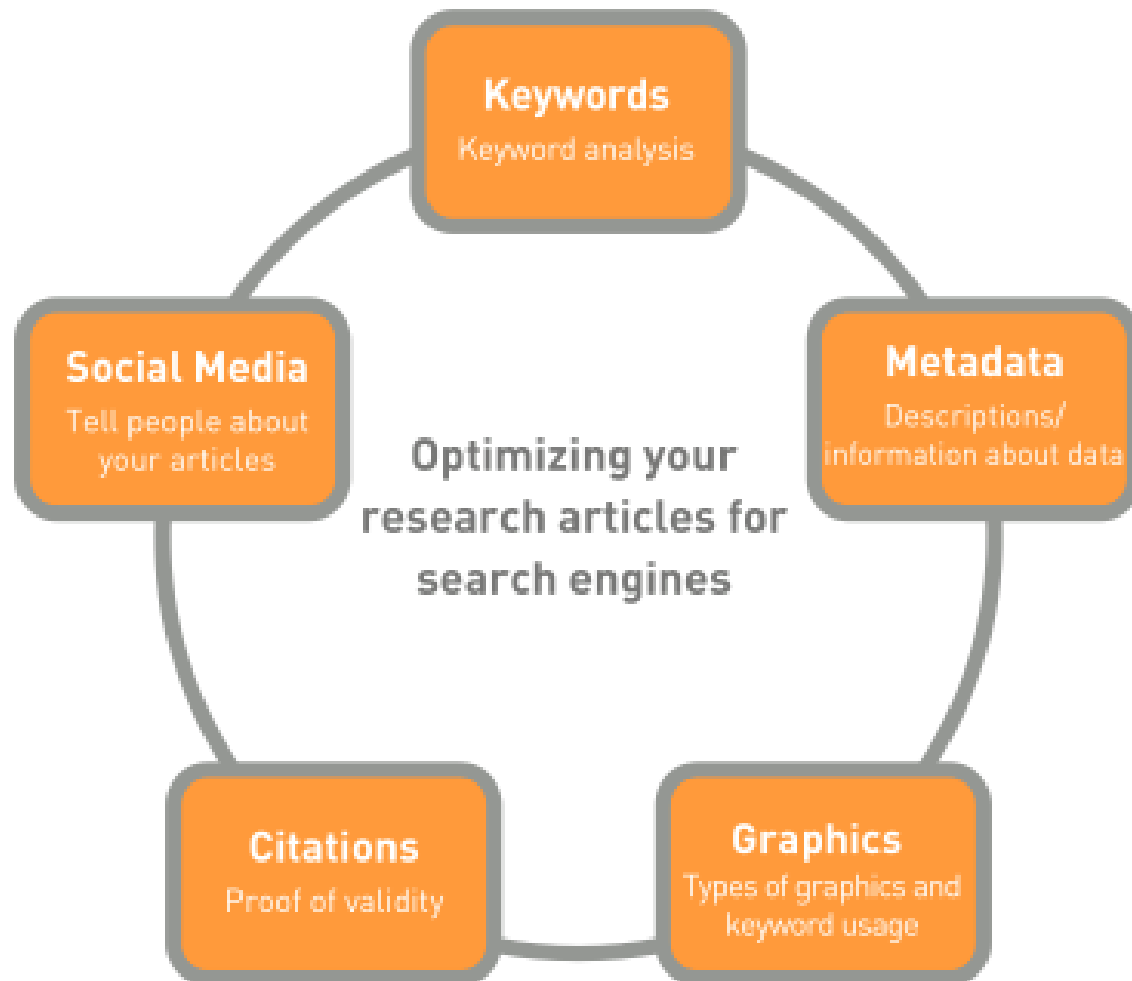 Keywords
Keyword analysis
Social Media
Tell people about
your articles
Metadata
Descriptions/
information about data
Optimizing your
research articles for
search engines
Citations
Proof of validity
Graphics
Types of graphics and
keyword usage